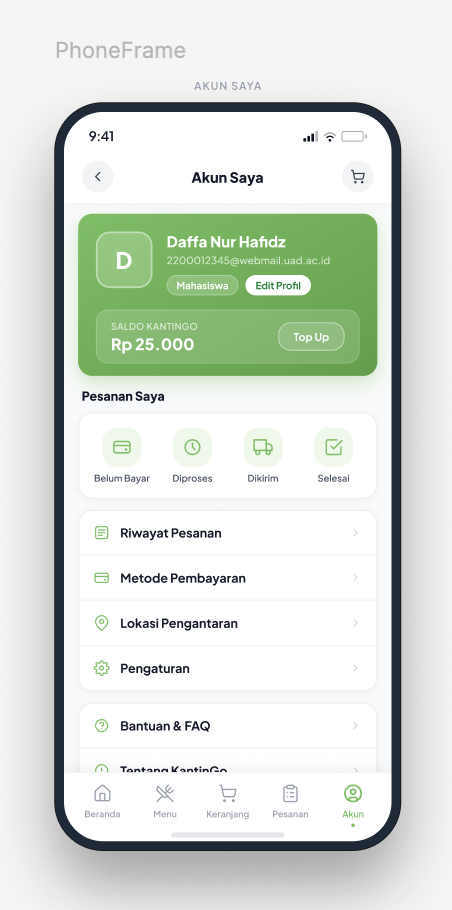 PhoneFrame
AKUN SAYA
9:41
Akun Saya
D
Daffa Nur Hafidz
2200012345@webmail.uad.ac.id
Mahasiswa
Edit Profil
SALDO KANTINGO
Rp 25.000
Top Up
Pesanan Saya
Belum Bayar
Diproses
Dikirim
Selesai
Riwayat Pesanan
Metode Pembayaran
Lokasi Pengantaran
Pengaturan
Bantuan & FAQ
Tentang KantinGo
Beranda
Menu
Keranjang
Pesanan
Akun